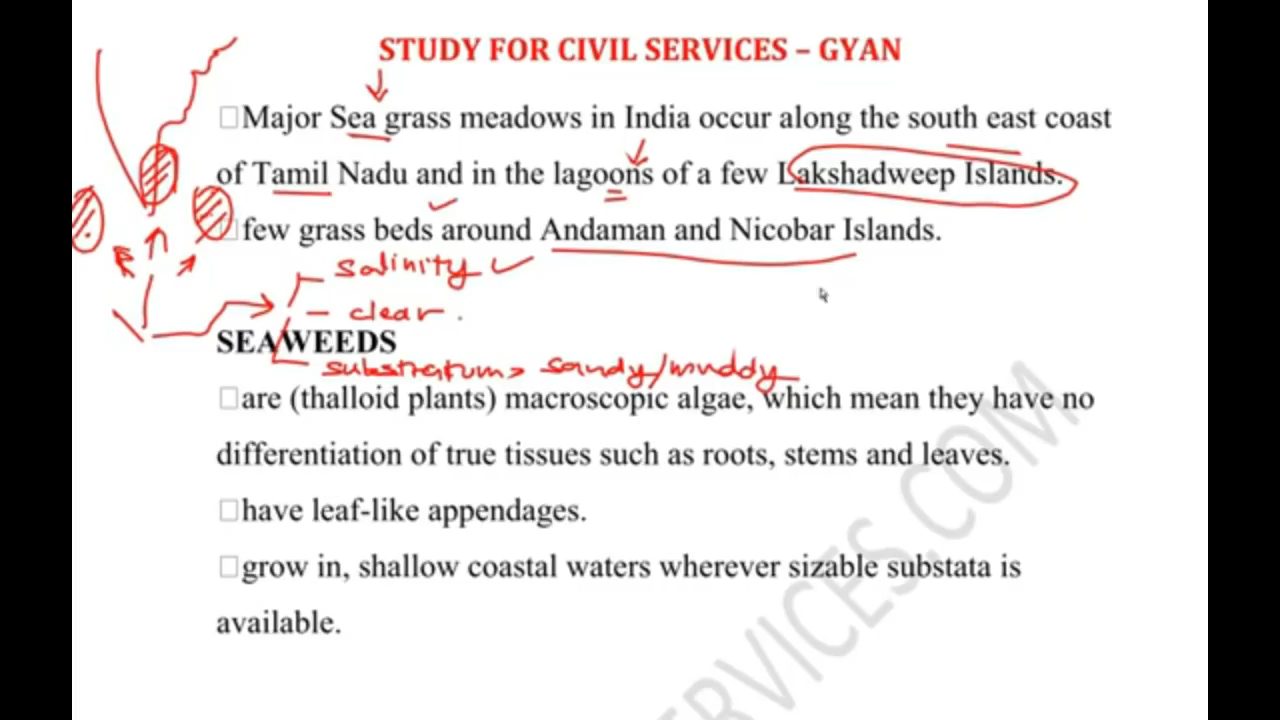 STUDY FOR CIVIL SERVICES – GYAN
Major Sea grass meadows in India occur along the south east coast
of Tamil Nadu and in the lagoons of a few Lakshadweep Islands.
few grass beds around Andaman and Nicobar Islands.
salinity
- clear.
SEAWEEDS
substratum > sandy/muddy
are (thalloid plants) macroscopic algae, which mean they have no
differentiation of true tissues such as roots, stems and leaves.
have leaf-like appendages.
grow in, shallow coastal waters wherever sizable substata is
available.
RVICES.COM